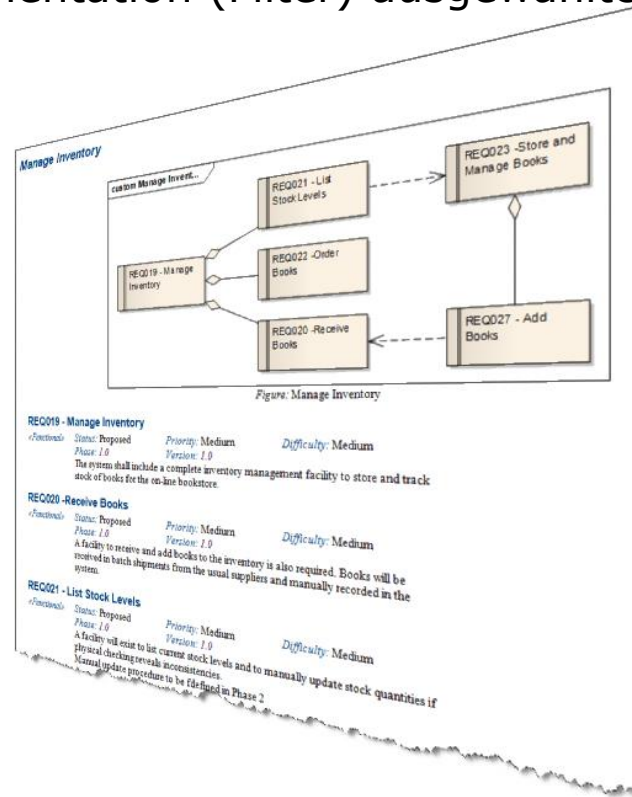 entation (Filter) ausgewählte
Manage Inventory
custom Manage Invent...
REQ019 - Manage
Inventory
REQ021 - List
Stock Levels
REQ022 -Order
Books
REQ020 -Receive
Books
REQ023 -Store and
Manage Books
REQ027 - Add
Books
Figure: Manage Inventory
REQ019 - Manage Inventory
«Functional» Status: Proposed Priority: Medium Difficulty: Medium
Phase: 1.0 Version: 1.0
The system shall include a complete inventory management facility to store and track
stock of books for the on-line bookstore.
REQ020 -Receive Books
«Functional» Status: Proposed Priority: Medium Difficulty: Medium
Phase: 1.0 Version: 1.0
A facility to receive and add books to the inventory is also required. Books will be
received in batch shipments from the usual suppliers and manually recorded in the
system.
REQ021 - List Stock Levels
«Functional» Status: Proposed Priority: Medium Difficulty: Medium
Phase: 1.0 Version: 1.0
A facility will exist to list current stock levels and to manually update stock quantities if
physical checking reveals inconsistencies.
Manual update procedure to be fdefined in Phase 2